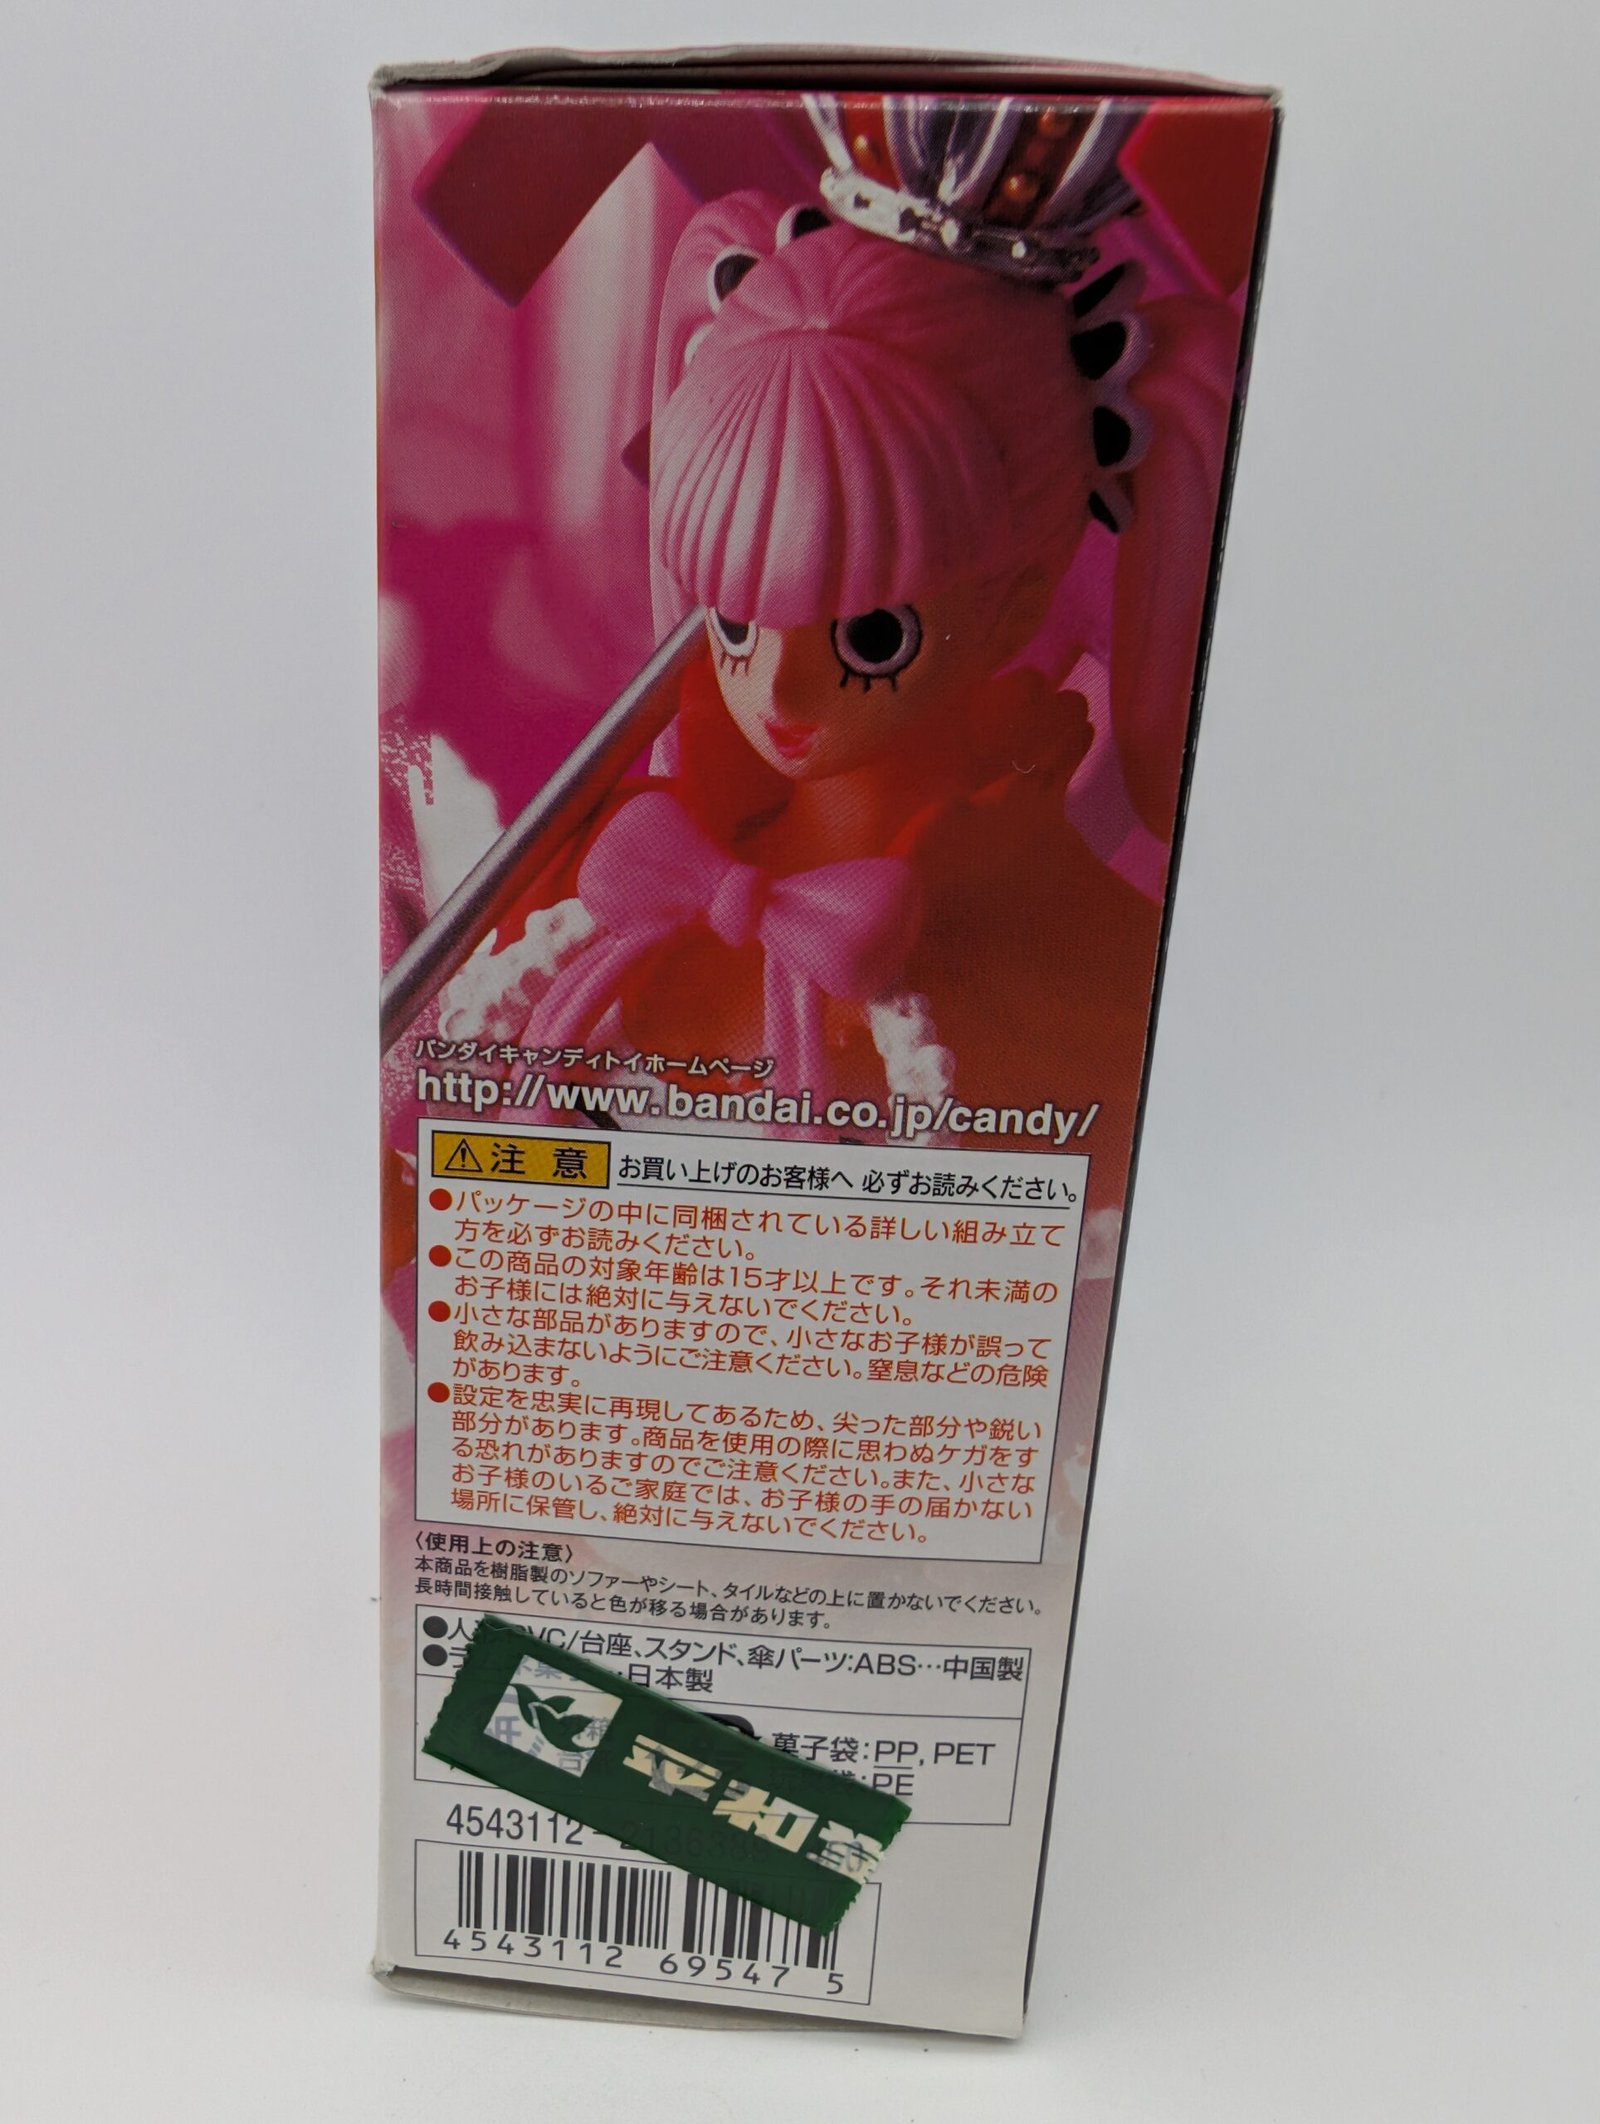 バンダイキャンディトイホームページ
http://www.bandai.co.jp/candy/
⚠注意 お買い上げのお客様へ 必ずお読みください。
●パッケージの中に同梱されている詳しい組み立て
方を必ずお読みください。
●この商品の対象年齢は15才以上です。それ未満の
お子様には絶対に与えないでください。
●小さな部品がありますので、小さなお子様が誤って
飲み込まないようにご注意ください。窒息などの危険
があります。
●設定を忠実に再現してあるため、尖った部分や鋭い
部分があります。商品を使用の際に思わぬケガをす
る恐れがありますのでご注意ください。また、小さな
お子様のいるご家庭では、お子様の手の届かない
場所に保管し、絶対に与えないでください。
〈使用上の注意〉
本商品を樹脂製のソファーやシート、タイルなどの上に置かないでください。
長時間接触していると色が移る場合があります。
●人形:PVC/台座、スタンド、傘パーツ:ABS…中国製
日本製
菓子袋:PP, PET
PE
4543112-
4543112 695475